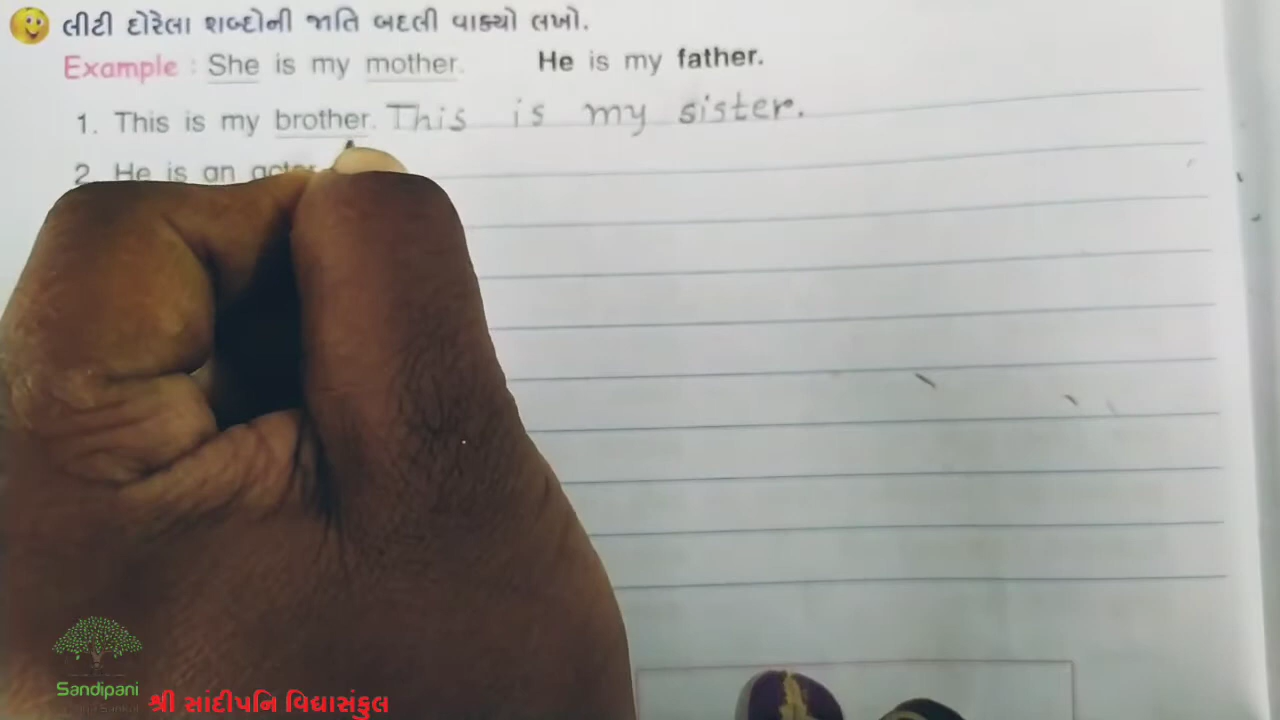 લીટી દોરેલા શબ્દોની જાતિ બદલી વાક્યો લખો.
Example : She is my mother. He is my father.
1. This is my brother. This is my sister.
2. He is an actor
Sandipani
શ્રી સાંદીપનિ વિદ્યાસંકુલ